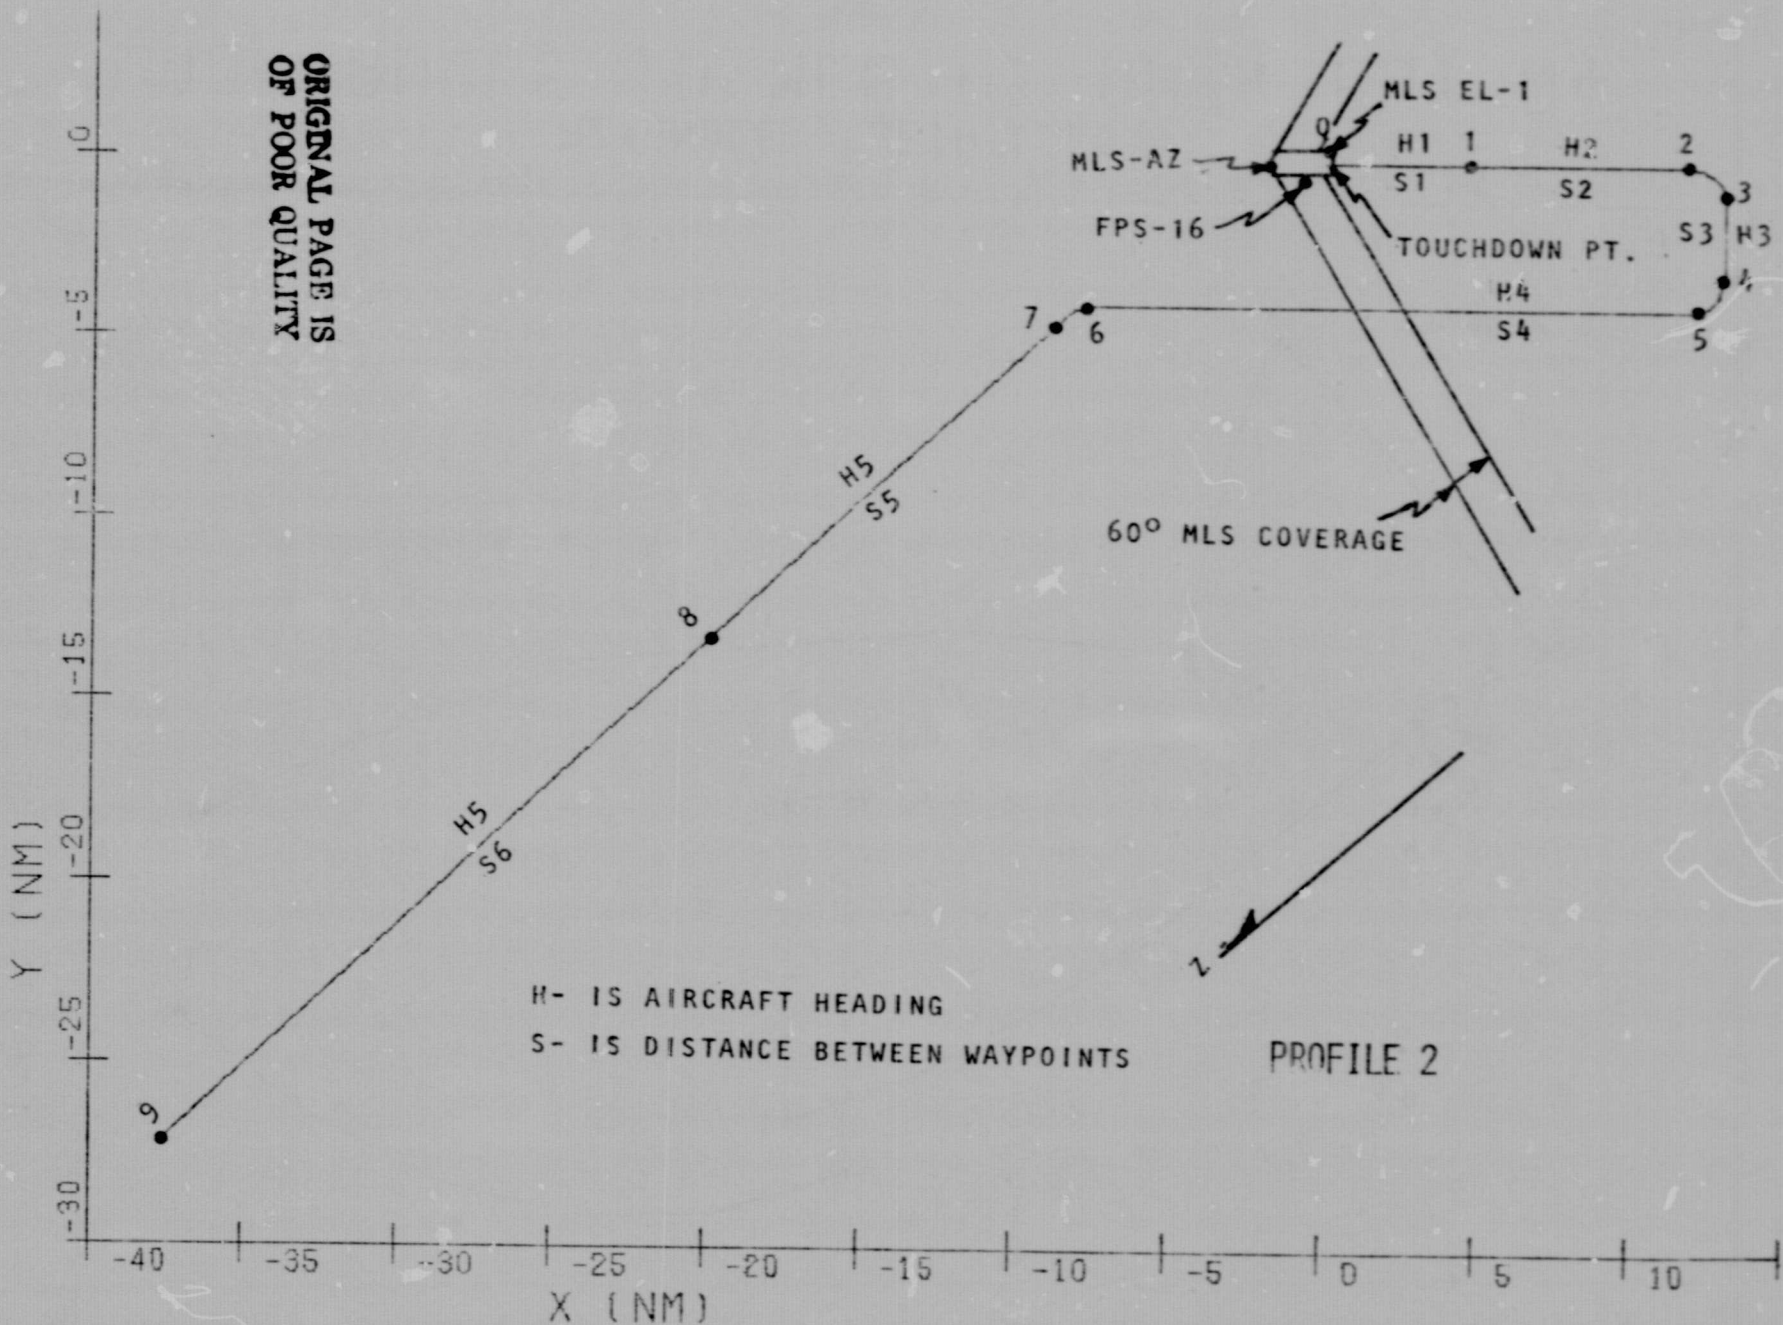 ORIGINAL PAGE IS
OF POOR QUALITY
MLS EL-1
0
H1
1
H2
2
MLS-AZ
S1
S2
3
FPS-16
S3
H3
TOUCHDOWN PT.
4
H4
7
6
S4
5
H5
S5
60° MLS COVERAGE
8
H5
S6
9
H- IS AIRCRAFT HEADING
S- IS DISTANCE BETWEEN WAYPOINTS
PROFILE 2
Y (NM)
0
-5
-10
-15
-20
-25
-30
-40
-35
-30
-25
-20
-15
-10
-5
0
5
10
X (NM)